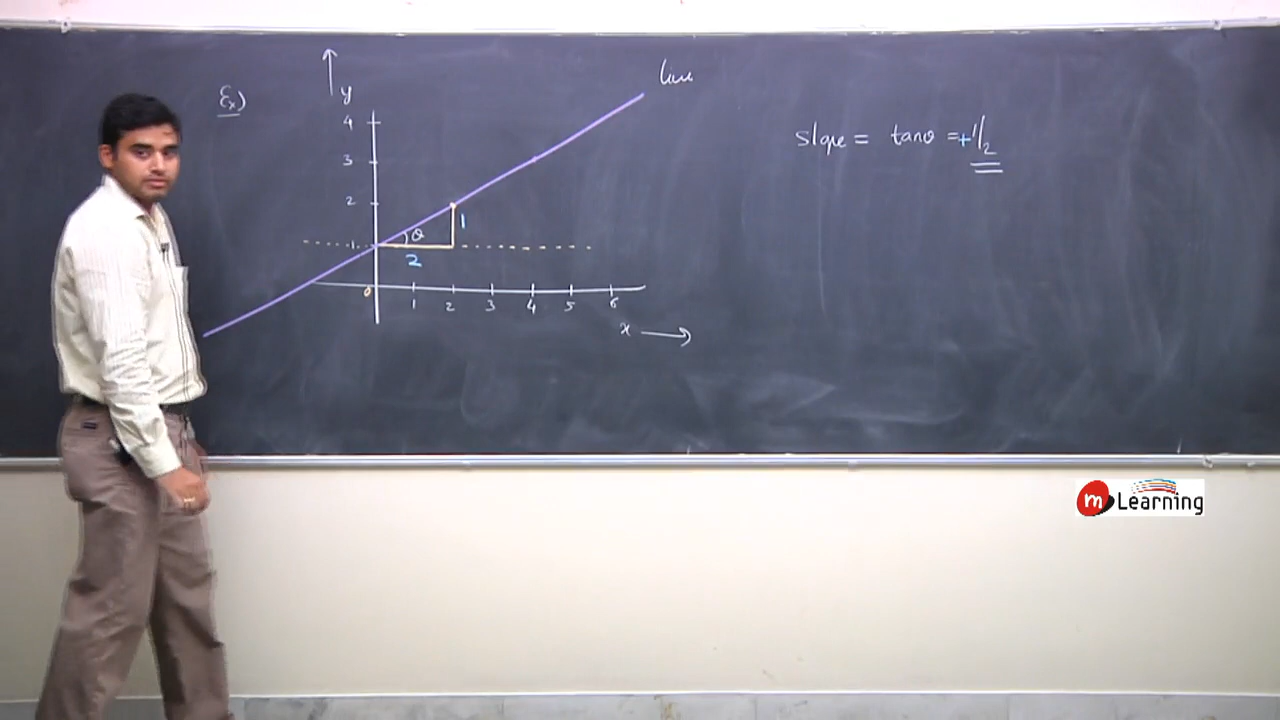 Ex)
y
line
4
3
2
1
θ
1
2
0
1 2 3 4 5 6
x
slope = tanθ = +1/2
m Learning